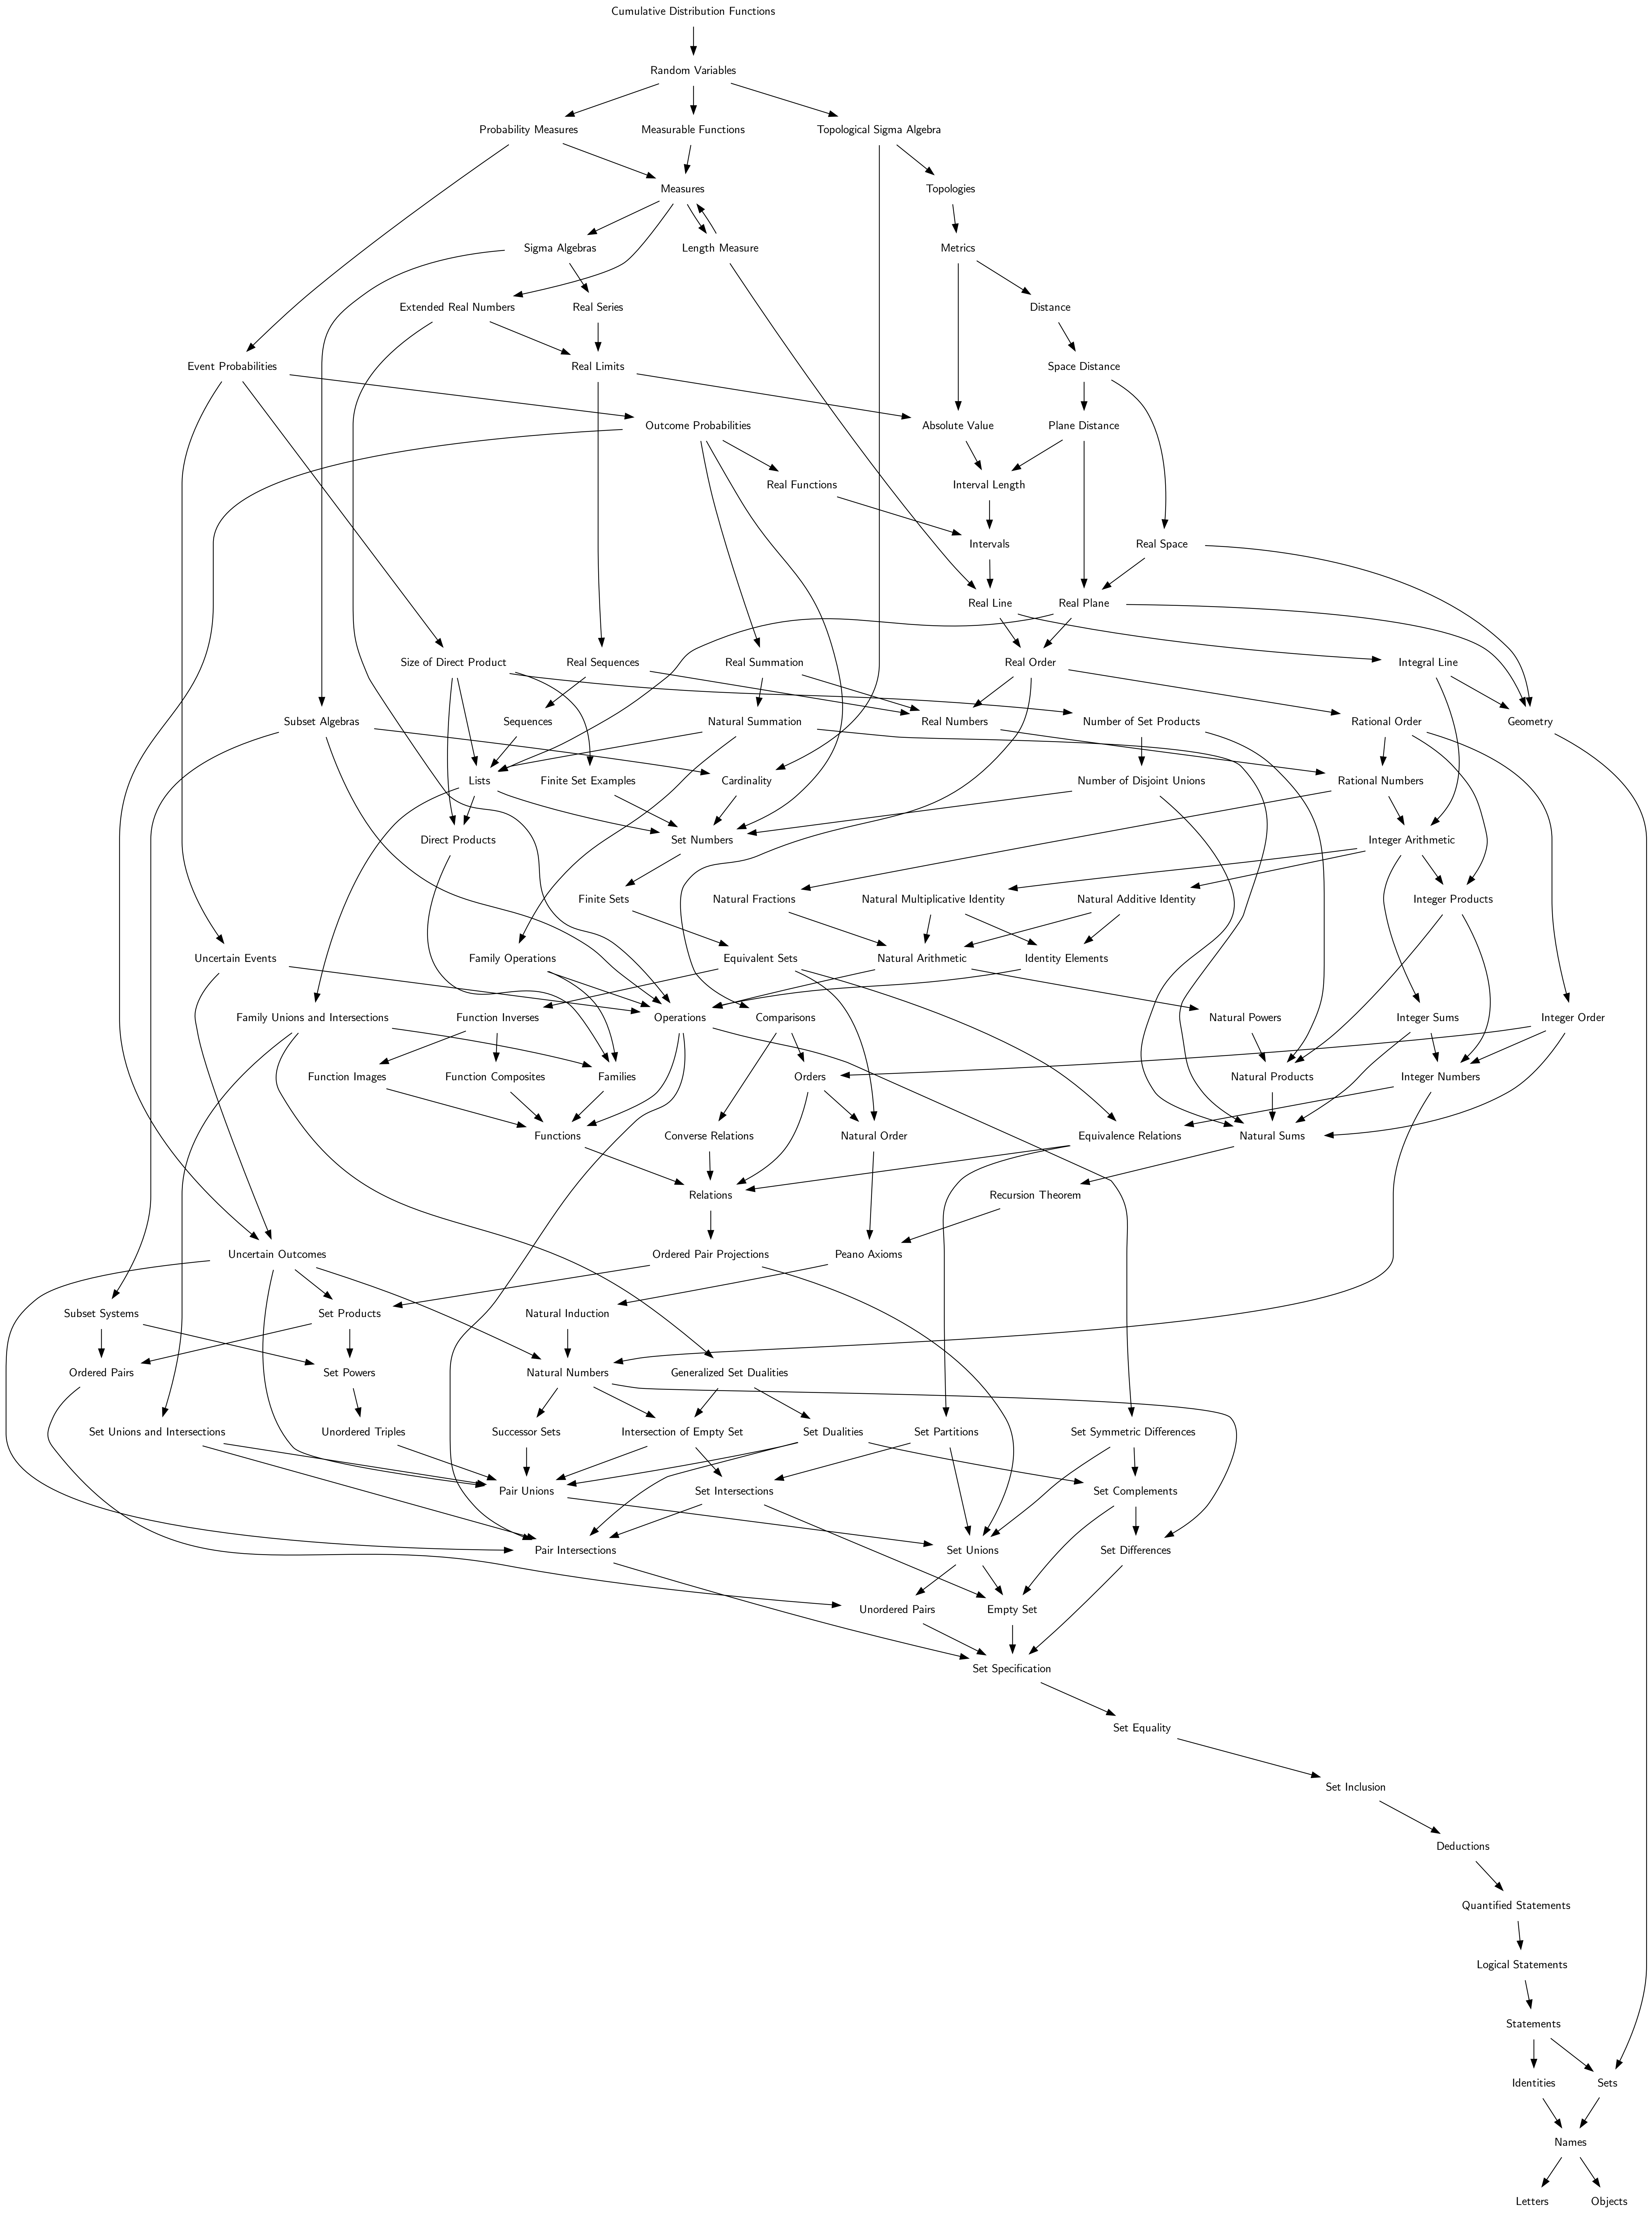 Cumulative Distribution Functions
Random Variables
Probability Measures
Measurable Functions
Topological Sigma Algebra
Measures
Topologies
Sigma Algebras
Length Measure
Metrics
Extended Real Numbers
Real Series
Distance
Event Probabilities
Real Limits
Space Distance
Outcome Probabilities
Absolute Value
Plane Distance
Real Functions
Interval Length
Intervals
Real Space
Real Line
Real Plane
Size of Direct Product
Real Sequences
Real Summation
Real Order
Integral Line
Subset Algebras
Sequences
Natural Summation
Real Numbers
Number of Set Products
Rational Order
Geometry
Lists
Finite Set Examples
Cardinality
Number of Disjoint Unions
Rational Numbers
Direct Products
Set Numbers
Integer Arithmetic
Finite Sets
Natural Fractions
Natural Multiplicative Identity
Natural Additive Identity
Integer Products
Uncertain Events
Family Operations
Equivalent Sets
Natural Arithmetic
Identity Elements
Family Unions and Intersections
Function Inverses
Operations
Comparisons
Natural Powers
Integer Sums
Integer Order
Function Images
Function Composites
Families
Orders
Natural Products
Integer Numbers
Functions
Converse Relations
Natural Order
Equivalence Relations
Natural Sums
Relations
Recursion Theorem
Uncertain Outcomes
Ordered Pair Projections
Peano Axioms
Subset Systems
Set Products
Natural Induction
Ordered Pairs
Set Powers
Natural Numbers
Generalized Set Dualities
Set Unions and Intersections
Unordered Triples
Successor Sets
Intersection of Empty Set
Set Dualities
Set Partitions
Set Symmetric Differences
Pair Unions
Set Intersections
Set Complements
Pair Intersections
Set Unions
Set Differences
Unordered Pairs
Empty Set
Set Specification
Set Equality
Set Inclusion
Deductions
Quantified Statements
Logical Statements
Statements
Identities
Sets
Names
Letters
Objects